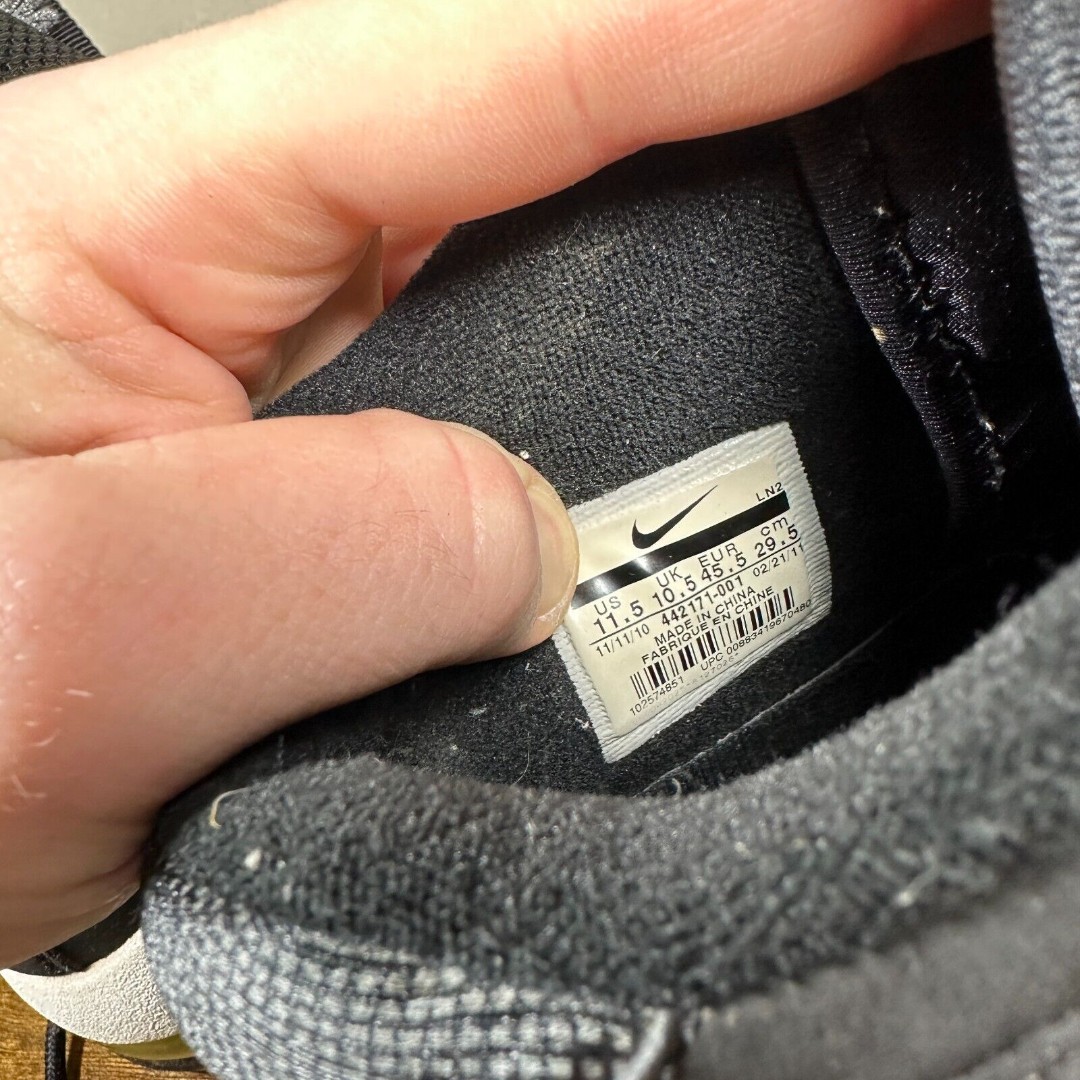 LN2
US UK EUR cm
11.5 10.5 45.5 29.5
11/11/10 442171-001 02/21/11
MADE IN CHINA
FABRIQUE EN CHINE
102574851 UPC 00883419670480